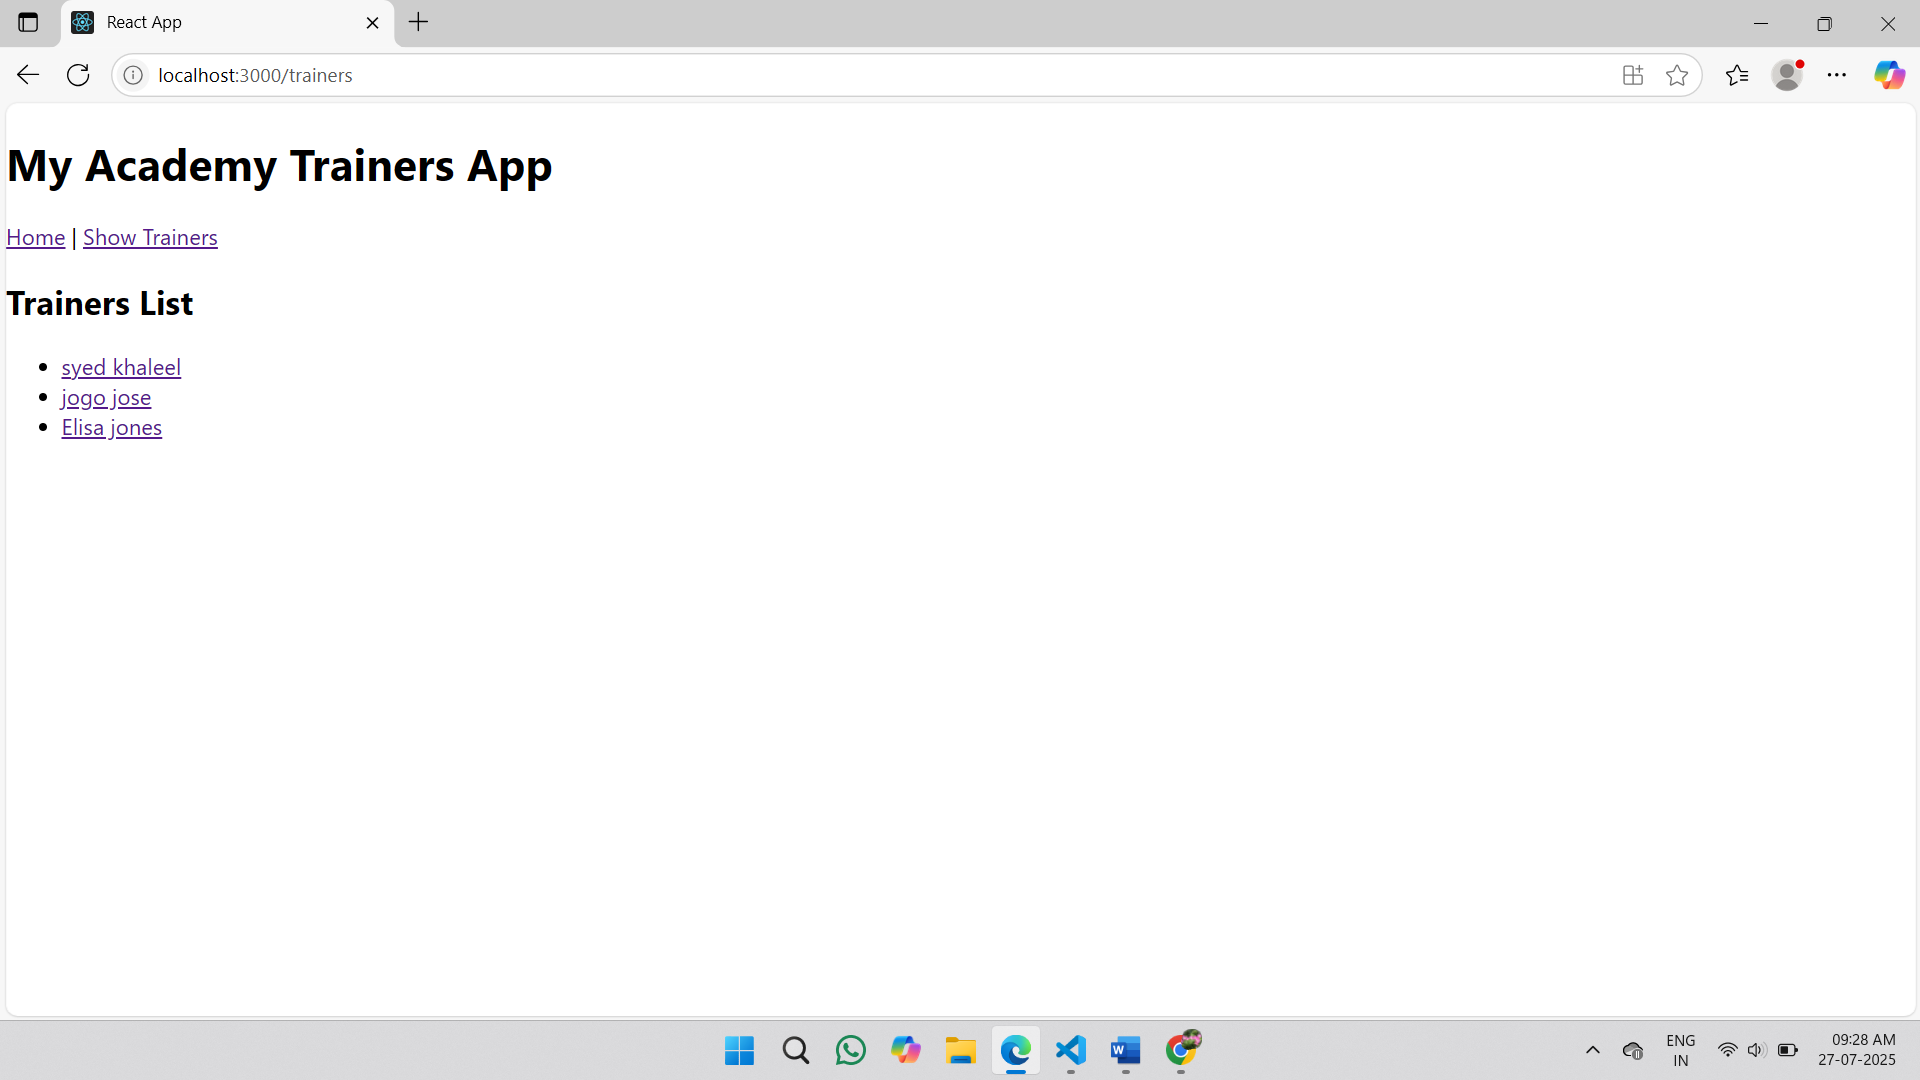 React App
localhost:3000/trainers
My Academy Trainers App
Home | Show Trainers
Trainers List
syed khaleel
jogo jose
Elisa jones
ENG
IN
09:28 AM
27-07-2025